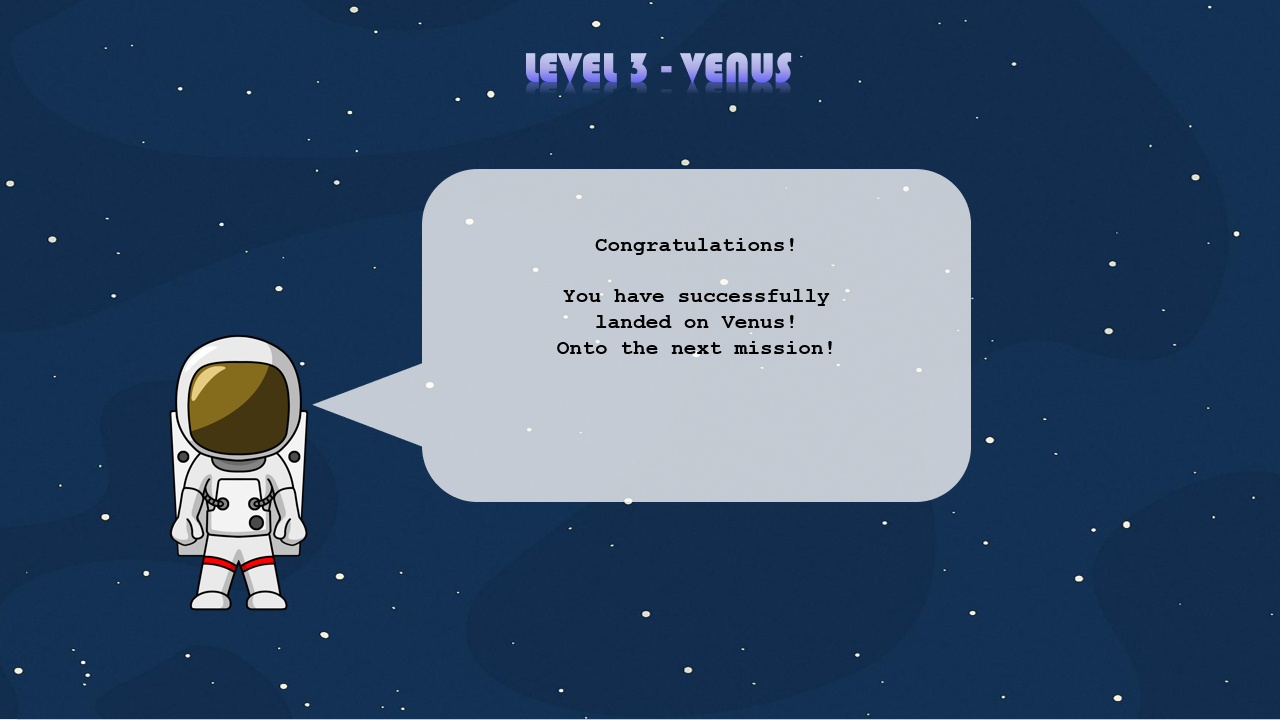 LEVEL 3 - VENUS
Congratulations!
You have successfully
landed on Venus!
Onto the next mission!